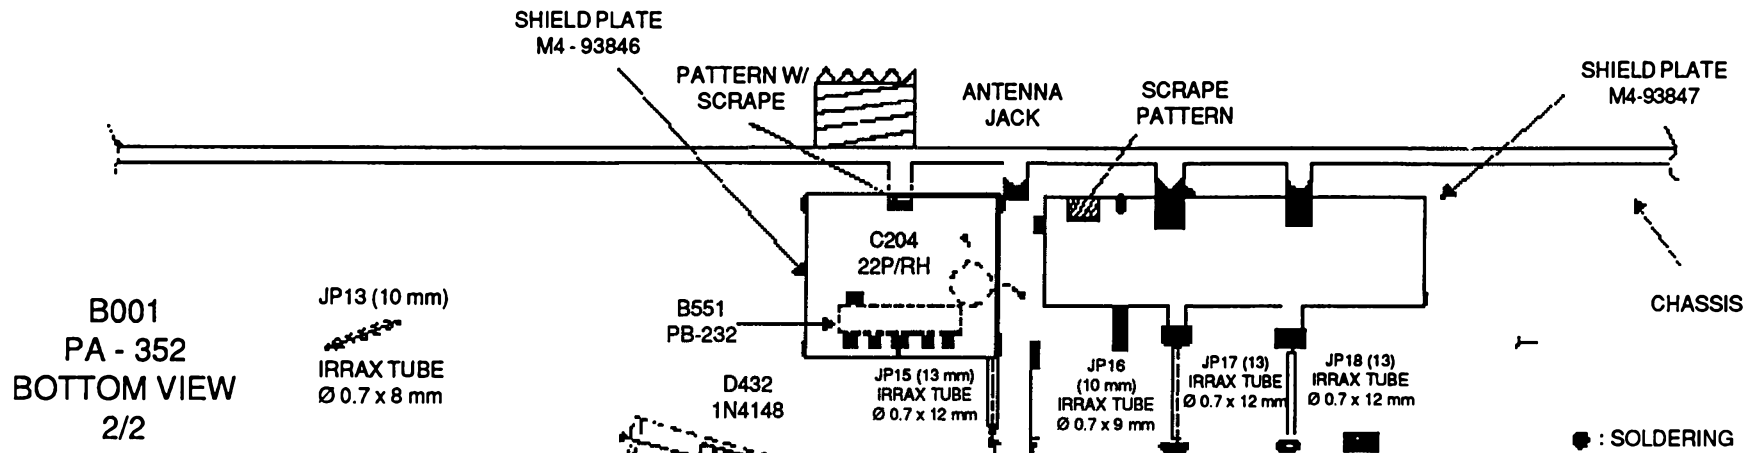 SHIELD PLATE
M4 - 93846
PATTERN W/
SCRAPE
ANTENNA
JACK
SCRAPE
PATTERN
SHIELD PLATE
M4-93847
C204
22P/RH
B551
PB-232
CHASSIS
B001
PA - 352
BOTTOM VIEW
2/2
JP13 (10 mm)
IRRAX TUBE
Ø 0.7 x 8 mm
D432
1N4148
JP15 (13 mm)
IRRAX TUBE
Ø 0.7 x 12 mm
JP16
(10 mm)
IRRAX TUBE
Ø 0.7 x 9 mm
JP17 (13)
IRRAX TUBE
Ø 0.7 x 12 mm
JP18 (13)
IRRAX TUBE
Ø 0.7 x 12 mm
: SOLDERING